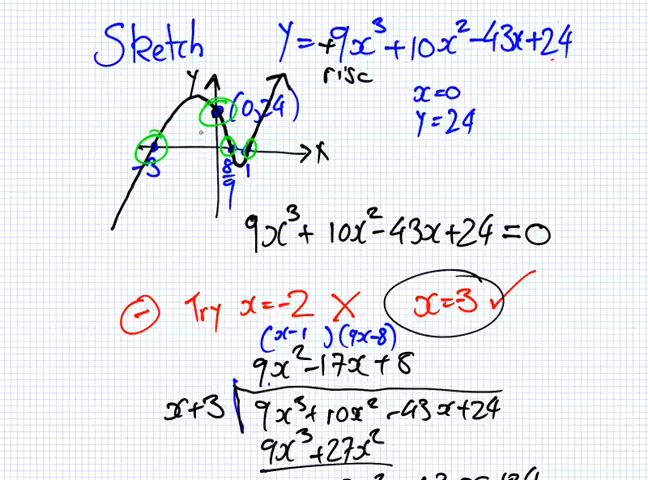 Sketch y = +9x³ + 10x² - 43x + 24
rise
x=0
y=24
y
(0,24)
x
-3
8/9
1
9x³ + 10x² - 43x + 24 = 0
- Try x = -2 X x = -3 ✓
(x-1 ) (9x-8)
9x² - 17x + 8
x+3 9x³ + 10x² - 43x + 24
9x³ + 27x²